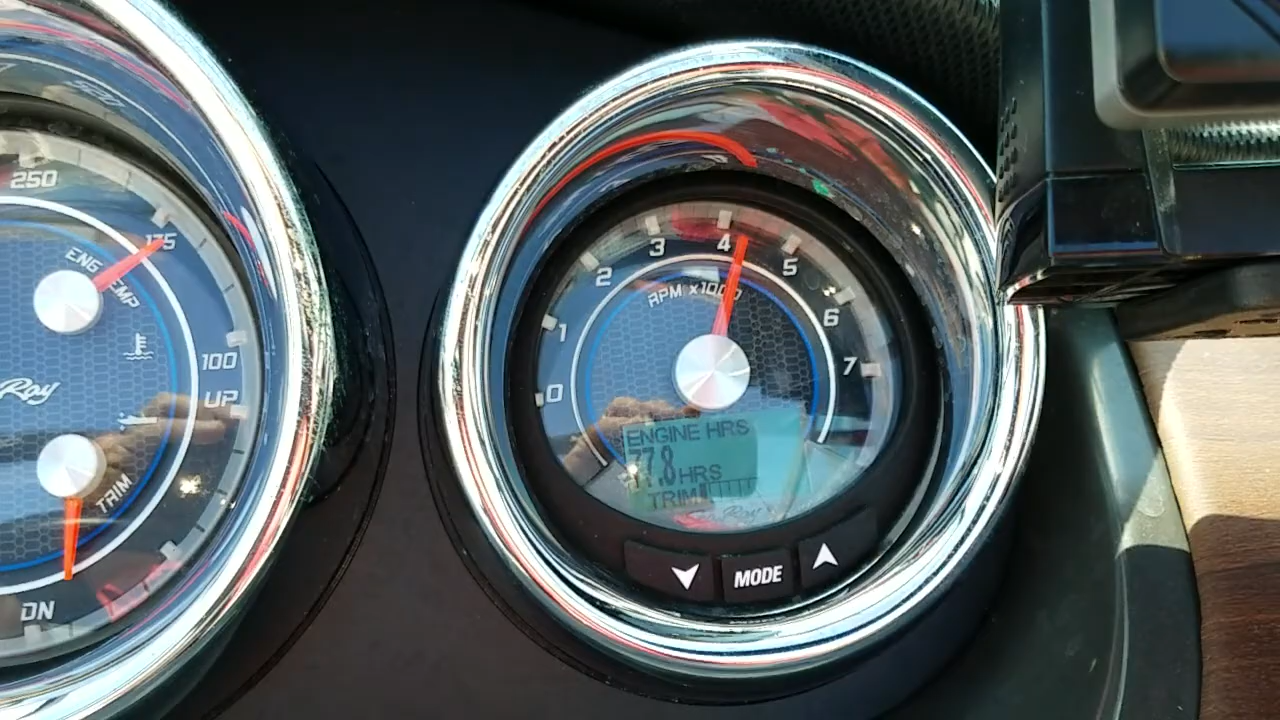 250
175
ENG TEMP
100
UP
Ray
TRIM
DN
0
1
2
3
4
5
6
7
RPM x1000
ENGINE HRS
77.8 HRS
TRIM
MODE